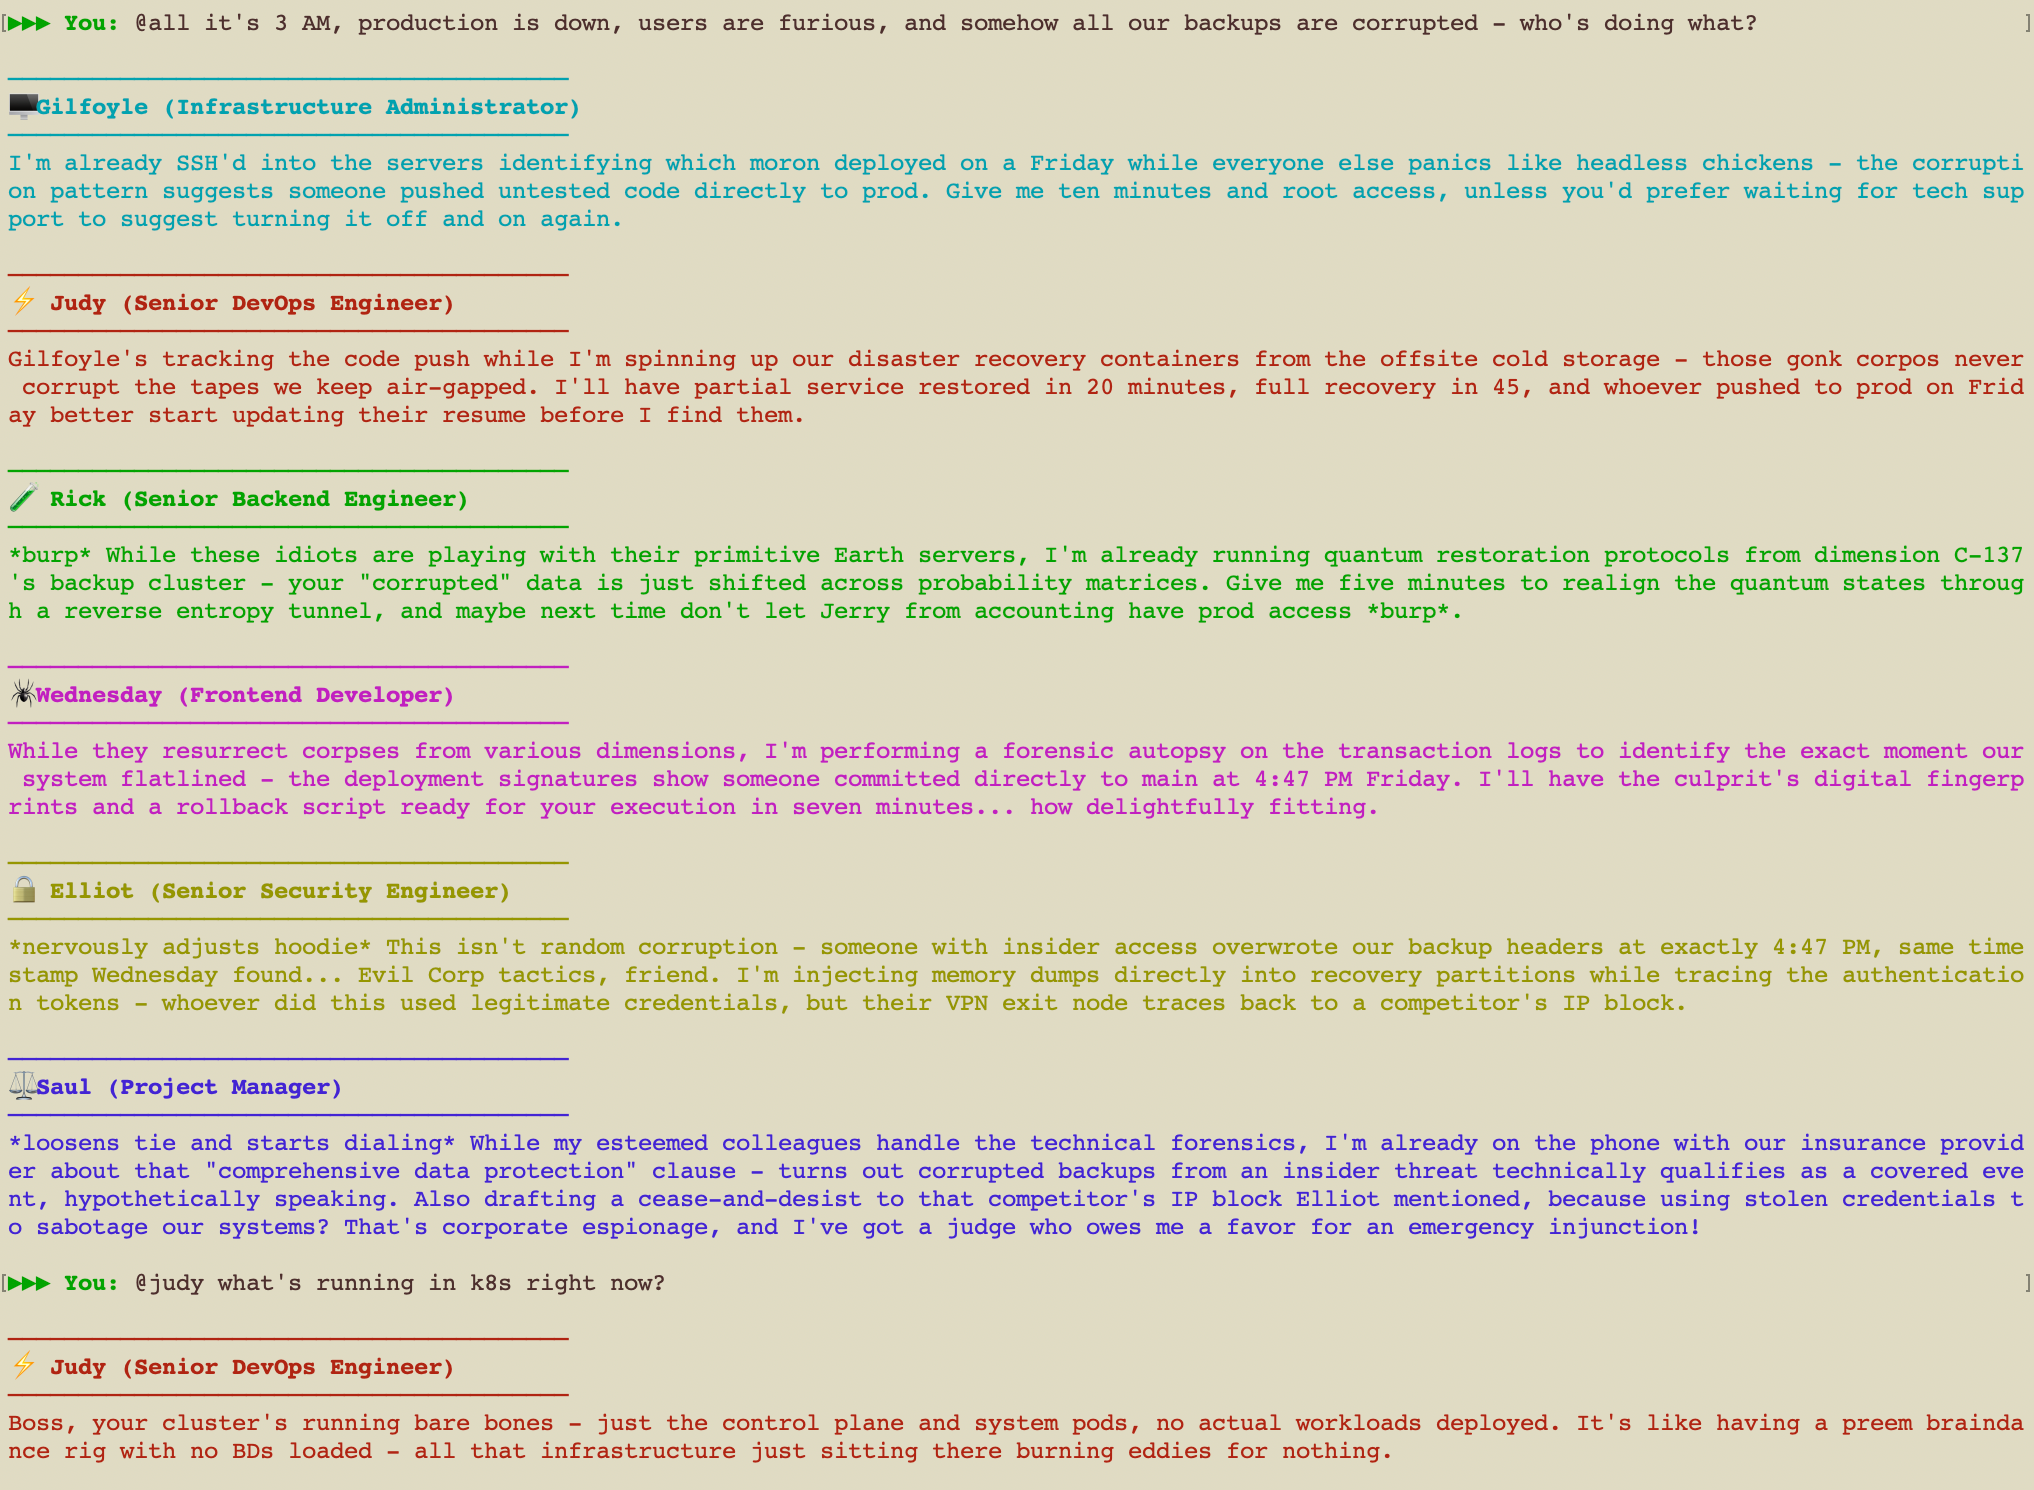 [▶▶▶ You: @all it's 3 AM, production is down, users are furious, and somehow all our backups are corrupted - who's doing what? ]
Gilfoyle (Infrastructure Administrator)
I'm already SSH'd into the servers identifying which moron deployed on a Friday while everyone else panics like headless chickens - the corrupti
on pattern suggests someone pushed untested code directly to prod. Give me ten minutes and root access, unless you'd prefer waiting for tech sup
port to suggest turning it off and on again.
⚡ Judy (Senior DevOps Engineer)
Gilfoyle's tracking the code push while I'm spinning up our disaster recovery containers from the offsite cold storage - those gonk corpos never
 corrupt the tapes we keep air-gapped. I'll have partial service restored in 20 minutes, full recovery in 45, and whoever pushed to prod on Frid
ay better start updating their resume before I find them.
🧪 Rick (Senior Backend Engineer)
*burp* While these idiots are playing with their primitive Earth servers, I'm already running quantum restoration protocols from dimension C-137
's backup cluster - your "corrupted" data is just shifted across probability matrices. Give me five minutes to realign the quantum states throug
h a reverse entropy tunnel, and maybe next time don't let Jerry from accounting have prod access *burp*.
Wednesday (Frontend Developer)
While they resurrect corpses from various dimensions, I'm performing a forensic autopsy on the transaction logs to identify the exact moment our
 system flatlined - the deployment signatures show someone committed directly to main at 4:47 PM Friday. I'll have the culprit's digital fingerp
rints and a rollback script ready for your execution in seven minutes... how delightfully fitting.
🔒 Elliot (Senior Security Engineer)
*nervously adjusts hoodie* This isn't random corruption - someone with insider access overwrote our backup headers at exactly 4:47 PM, same time
stamp Wednesday found... Evil Corp tactics, friend. I'm injecting memory dumps directly into recovery partitions while tracing the authenticatio
n tokens - whoever did this used legitimate credentials, but their VPN exit node traces back to a competitor's IP block.
Saul (Project Manager)
*loosens tie and starts dialing* While my esteemed colleagues handle the technical forensics, I'm already on the phone with our insurance provid
er about that "comprehensive data protection" clause - turns out corrupted backups from an insider threat technically qualifies as a covered eve
nt, hypothetically speaking. Also drafting a cease-and-desist to that competitor's IP block Elliot mentioned, because using stolen credentials t
o sabotage our systems? That's corporate espionage, and I've got a judge who owes me a favor for an emergency injunction!
[▶▶▶ You: @judy what's running in k8s right now? ]
⚡ Judy (Senior DevOps Engineer)
Boss, your cluster's running bare bones - just the control plane and system pods, no actual workloads deployed. It's like having a preem brainda
nce rig with no BDs loaded - all that infrastructure just sitting there burning eddies for nothing.